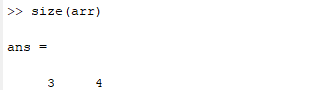 >> size(arr)
ans =
3 4